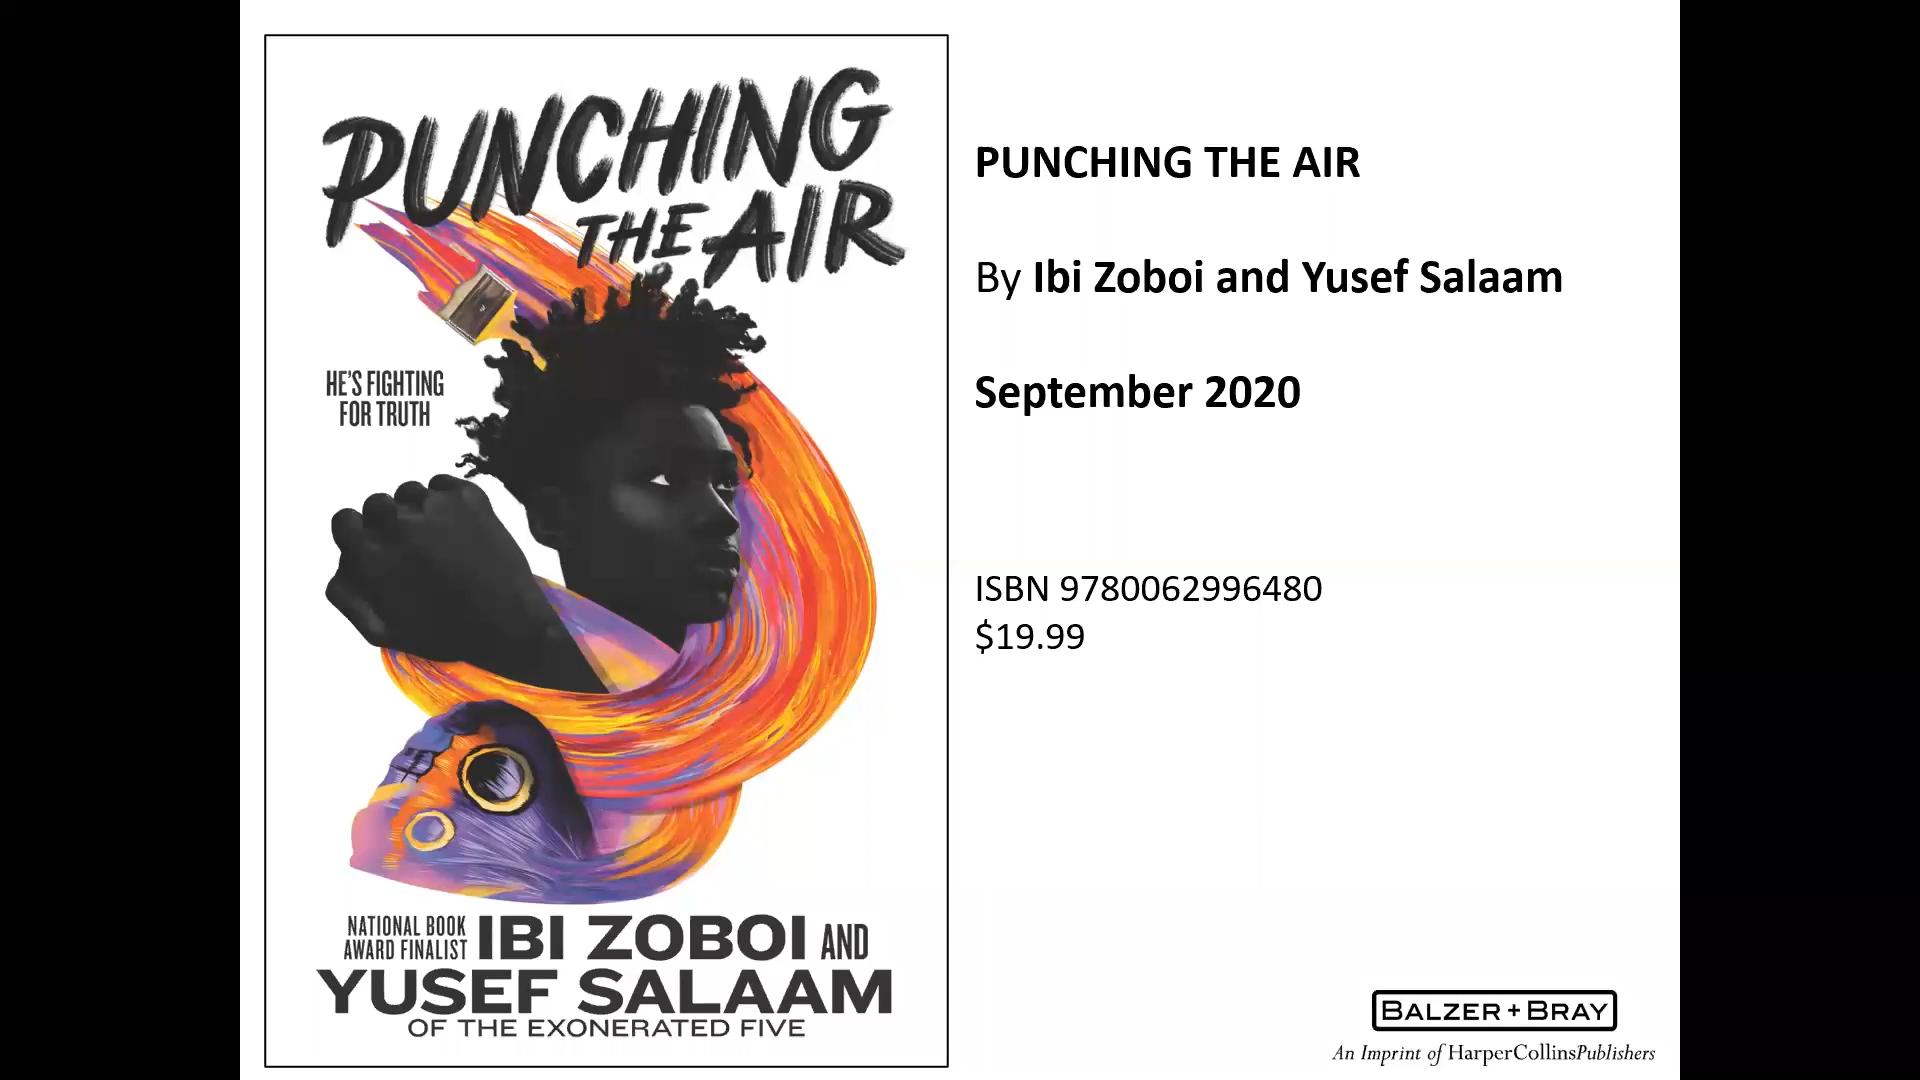 PUNCHING
THE AIR
HE'S FIGHTING
FOR TRUTH
NATIONAL BOOK
AWARD FINALIST
IBI ZOBOI AND
YUSEF SALAAM
OF THE EXONERATED FIVE
PUNCHING THE AIR
By Ibi Zoboi and Yusef Salaam
September 2020
ISBN 9780062996480
$19.99
BALZER + BRAY
An Imprint of HarperCollinsPublishers